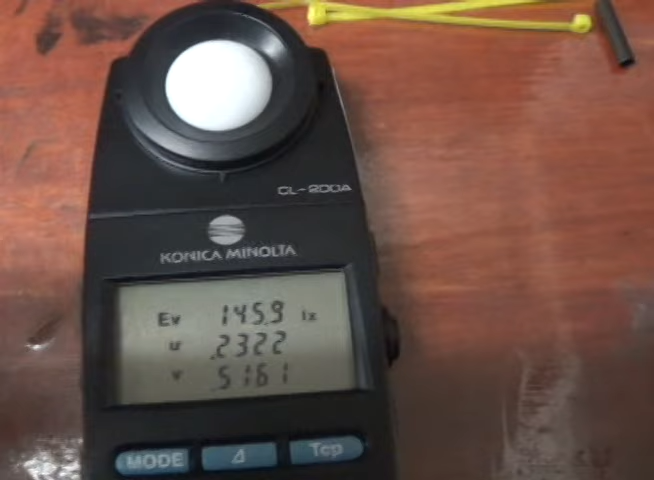 CL-200A
KONICA MINOLTA
Ev 145.9 lx
u' .2322
v' .5161
MODE Δ Tcp